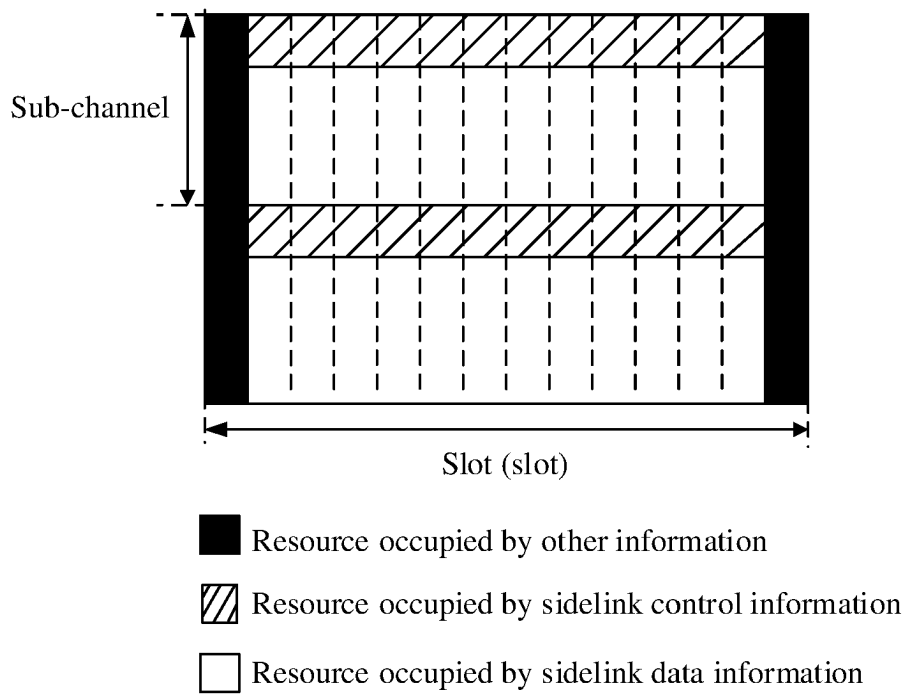 Sub-channel
Slot (slot)
Resource occupied by other information
Resource occupied by sidelink control information
Resource occupied by sidelink data information